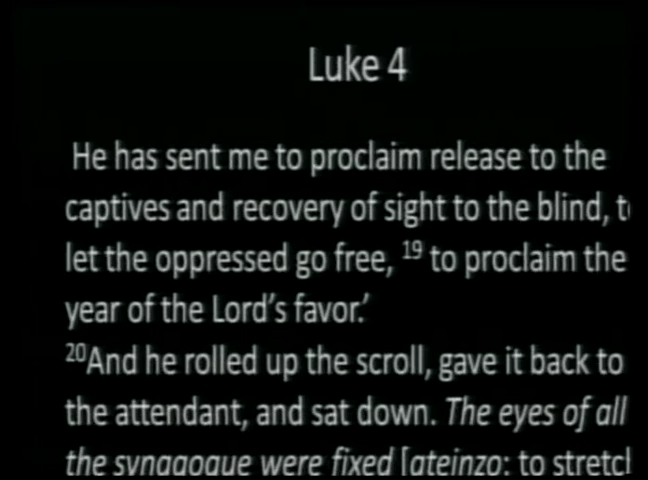 Luke 4
He has sent me to proclaim release to the
captives and recovery of sight to the blind, t
let the oppressed go free, 19 to proclaim the
year of the Lord's favor.'
20And he rolled up the scroll, gave it back to
the attendant, and sat down. The eyes of all
the synagogue were fixed [ateinzo: to